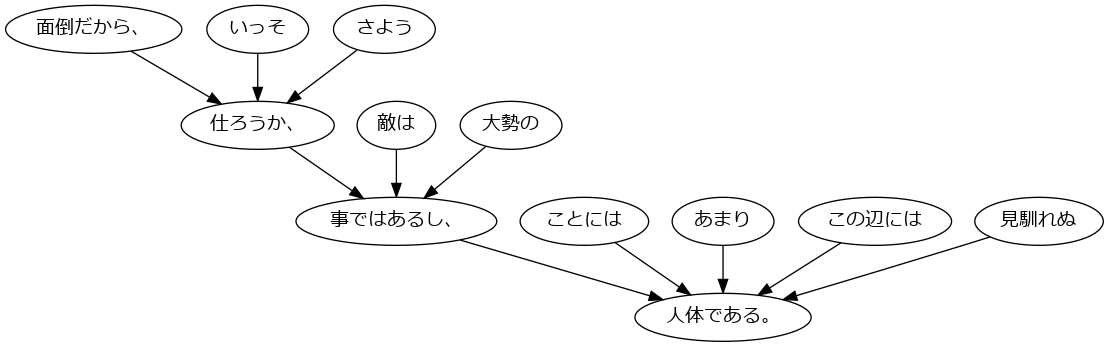 面倒だから、
いっそ
さよう
仕ろうか、
敵は
大勢の
事ではあるし、
ことには
あまり
この辺には
見馴れぬ
人体である。